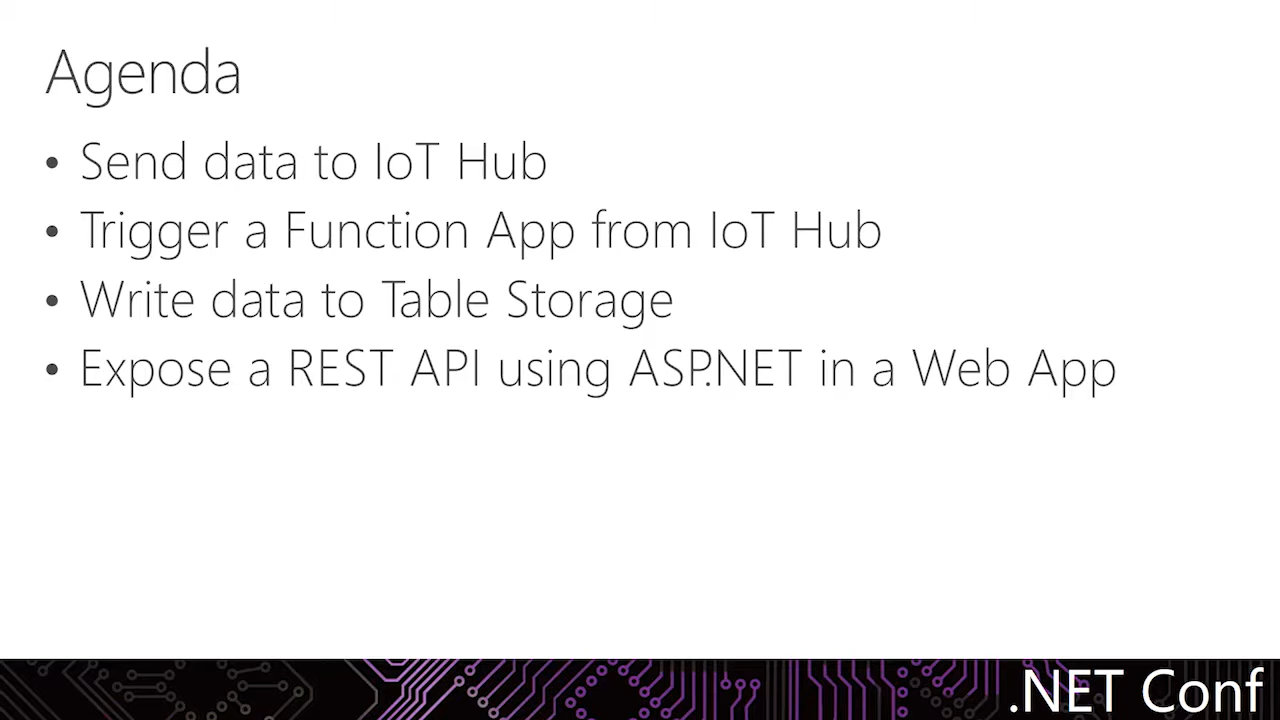 Agenda
• Send data to IoT Hub
• Trigger a Function App from IoT Hub
• Write data to Table Storage
• Expose a REST API using ASP.NET in a Web App
.NET Conf